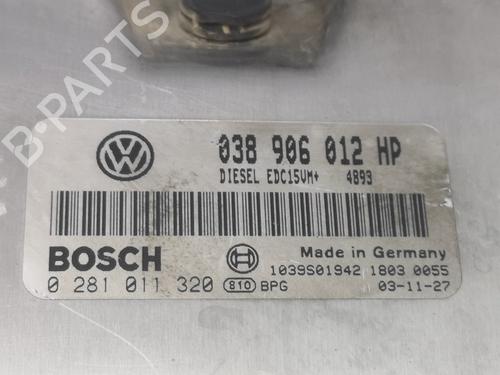 038 906 012 HP
DIESEL EDC15VM+ 4893
BOSCH
Made in Germany
1039S01942 1803 0055
0 281 011 320 810 BPG 03-11-27